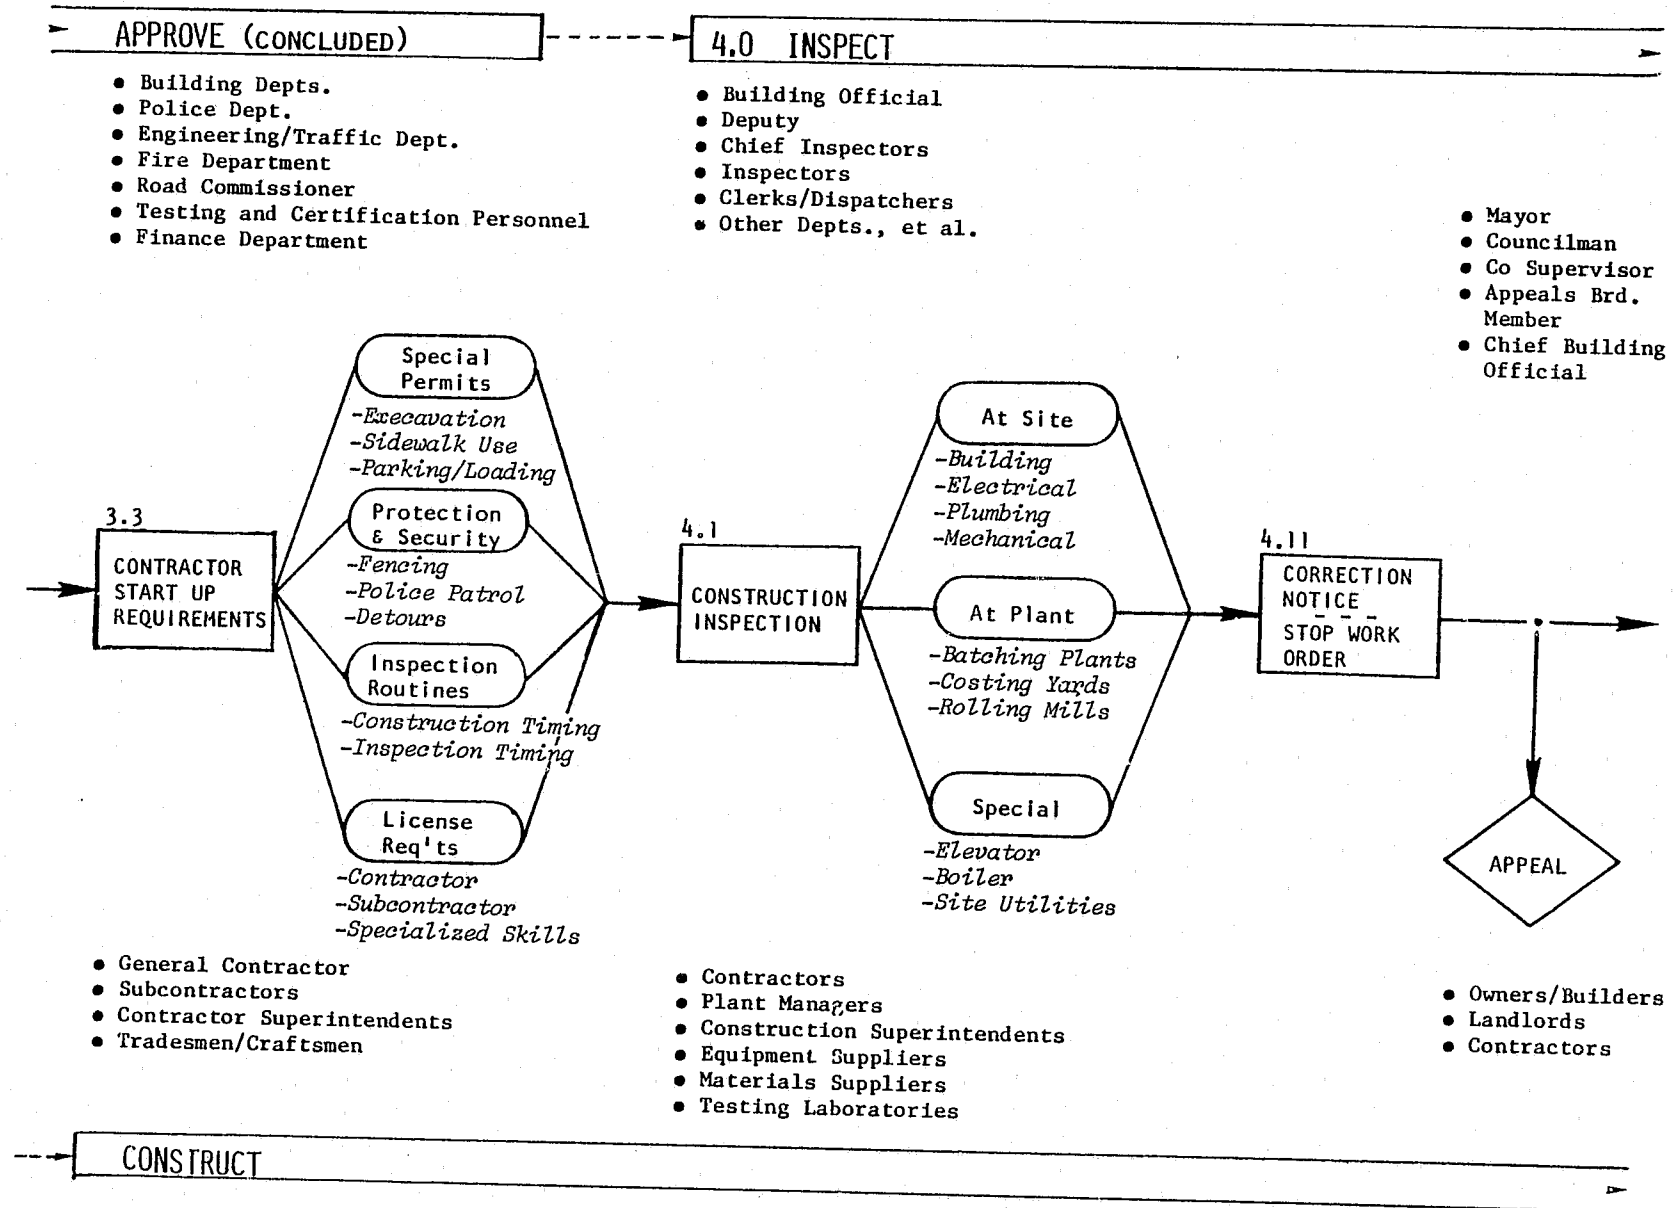 APPROVE (CONCLUDED)
4.0 INSPECT
• Building Depts.
• Police Dept.
• Engineering/Traffic Dept.
• Fire Department
• Road Commissioner
• Testing and Certification Personnel
• Finance Department
• Building Official
• Deputy
• Chief Inspectors
• Inspectors
• Clerks/Dispatchers
• Other Depts., et al.
• Mayor
• Councilman
• Co Supervisor
• Appeals Brd.
Member
• Chief Building
Official
3.3
CONTRACTOR
START UP
REQUIREMENTS
Special
Permits
-Execavation
-Sidewalk Use
-Parking/Loading
Protection
& Security
-Fencing
-Police Patrol
-Detours
Inspection
Routines
-Construction Timing
-Inspection Timing
License
Req'ts
-Contractor
-Subcontractor
-Specialized Skills
4.1
CONSTRUCTION
INSPECTION
At Site
-Building
-Electrical
-Plumbing
-Mechanical
At Plant
-Batching Plants
-Costing Yards
-Rolling Mills
Special
-Elevator
-Boiler
-Site Utilities
4.11
CORRECTION
NOTICE
- - -
STOP WORK
ORDER
APPEAL
• General Contractor
• Subcontractors
• Contractor Superintendents
• Tradesmen/Craftsmen
• Contractors
• Plant Managers
• Construction Superintendents
• Equipment Suppliers
• Materials Suppliers
• Testing Laboratories
• Owners/Builders
• Landlords
• Contractors
CONSTRUCT